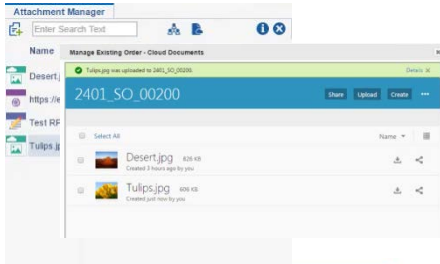 Attachment Manager
Enter Search Text
Name
Manage Existing Order - Cloud Documents
Tulips.jpg was uploaded to 2401_SO_00200.
Details X
2401_SO_00200
Share Upload Create
Select All
Name
Desert.j
Desert.jpg 826 KB
Created 3 hours ago by you
https://e
Test RF
Tulips.jpg 606 KB
Created just now by you
Tulips.j